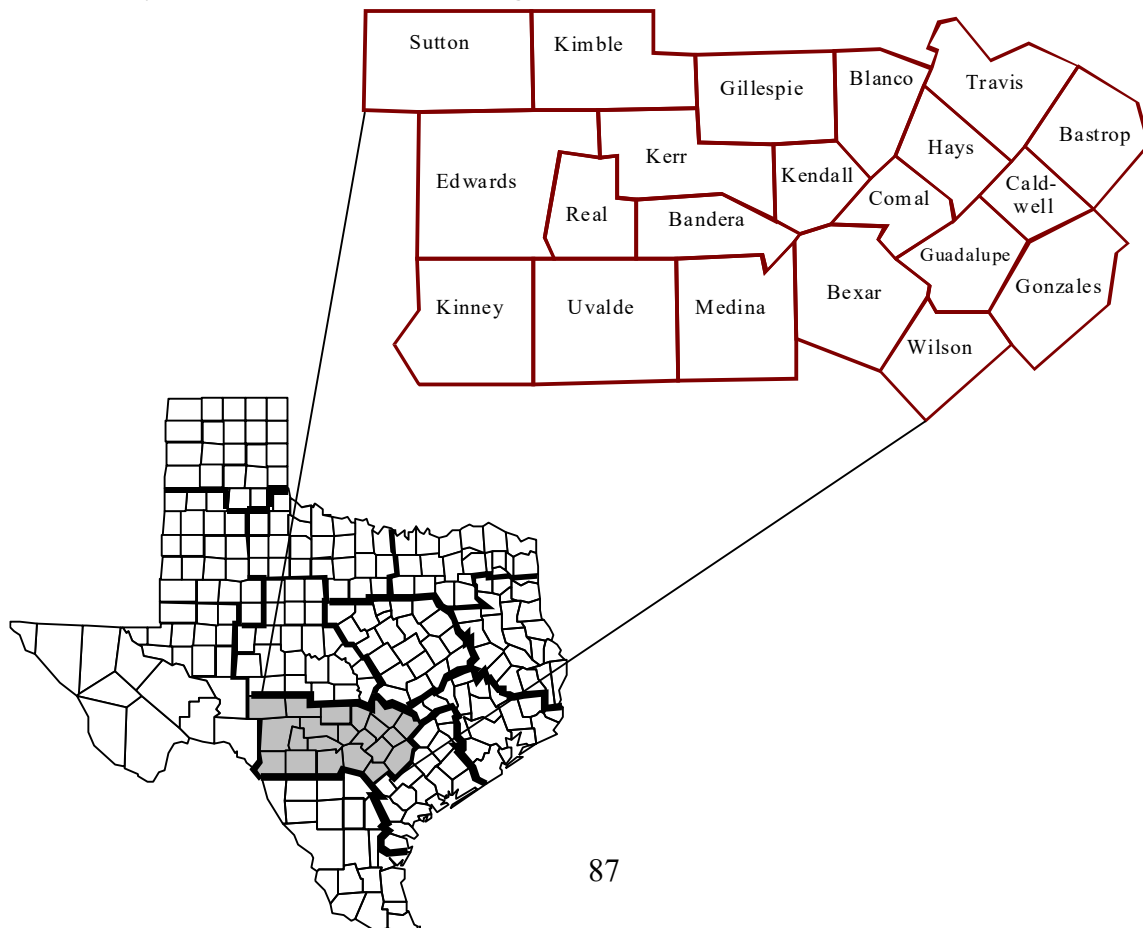 Sutton
Kimble
Gillespie
Blanco
Travis
Bastrop
Hays
Kerr
Kendall
Edwards
Real
Bandera
Comal
Cald-
well
Guadalupe
Gonzales
Kinney
Uvalde
Medina
Bexar
Wilson
87